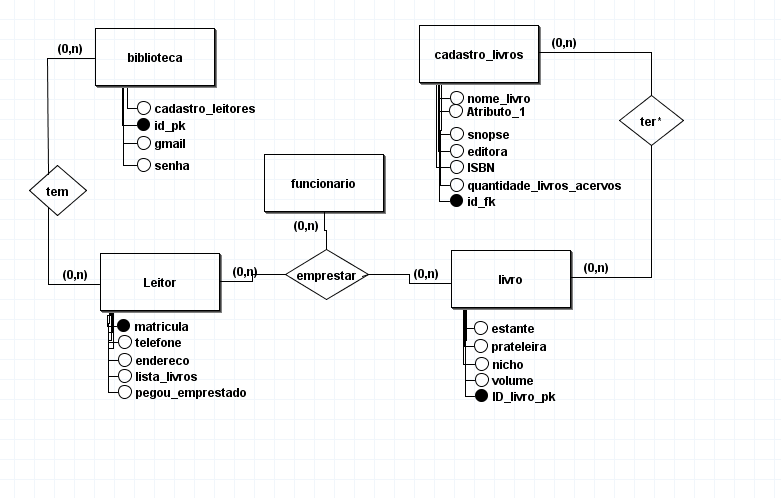 biblioteca
(0,n)
cadastro_leitores
id_pk
gmail
senha
cadastro_livros
(0,n)
nome_livro
Atributo_1
snopse
editora
ISBN
quantidade_livros_acervos
id_fk
ter*
tem
funcionario
(0,n)
emprestar
(0,n)
Leitor
(0,n)
matricula
telefone
endereco
lista_livros
pegou_emprestado
(0,n)
livro
(0,n)
estante
prateleira
nicho
volume
ID_livro_pk